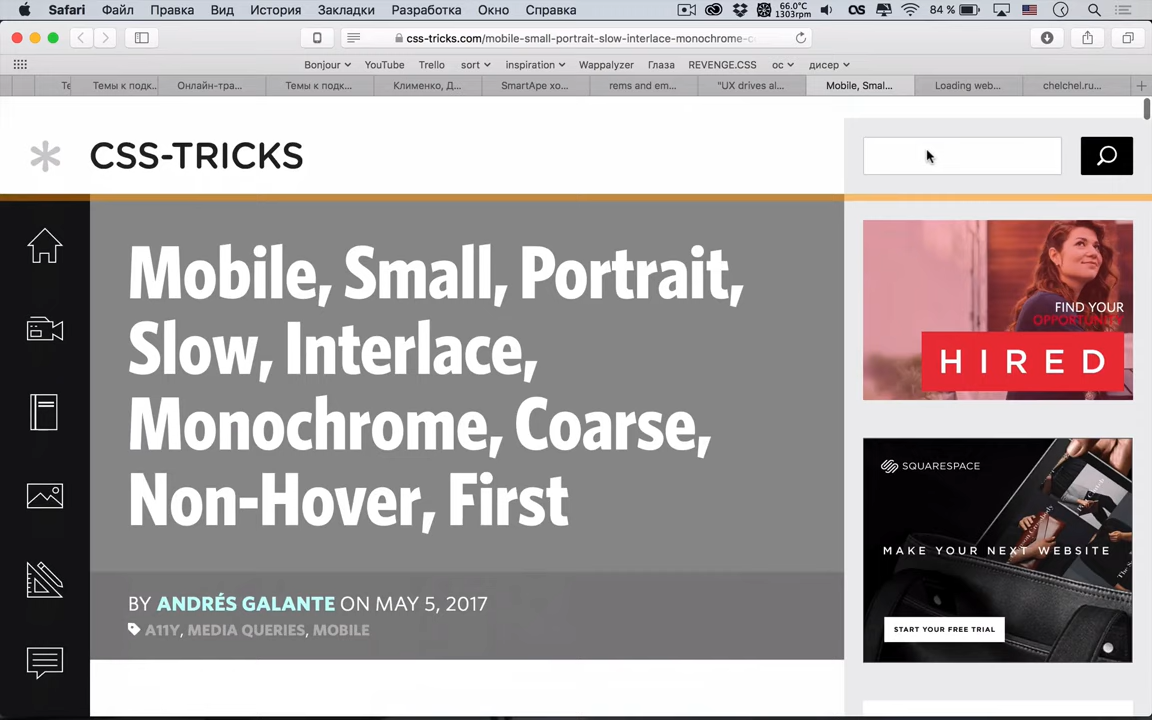 Safari Файл Правка Вид История Закладки Разработка Окно Справка 66.0°C 1303rpm OS 84 %
css-tricks.com/mobile-small-portrait-slow-interlace-monochrome-c
Bonjour YouTube Trello sort inspiration Wappalyzer Глаза REVENGE.CSS ос дисер
Те Темы к подк... Онлайн-тра... Темы к подк... Клименко, Д... SmartApe хо... rems and em... "UX drives al... Mobile, Smal... Loading web... chelchel.ru...
CSS-TRICKS
Mobile, Small, Portrait,
Slow, Interlace,
Monochrome, Coarse,
Non-Hover, First
BY ANDRÉS GALANTE ON MAY 5, 2017
A11Y, MEDIA QUERIES, MOBILE
FIND YOUR
OPPORTUNITY
HIRED
SQUARESPACE
MAKE YOUR NEXT WEBSITE
START YOUR FREE TRIAL